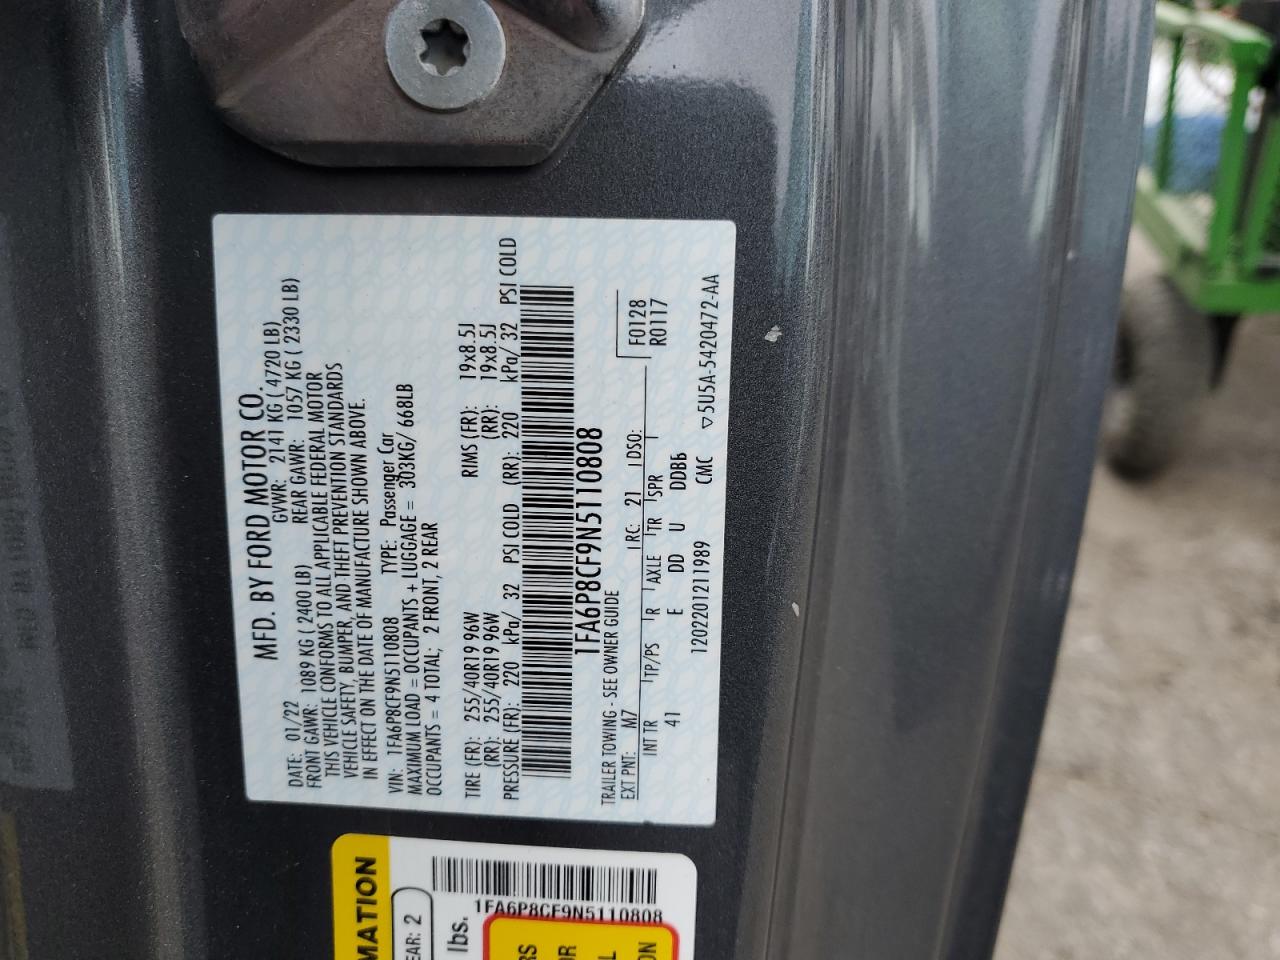 MFD. BY FORD MOTOR CO.
DATE: 01/22 GVWR: 2141 KG ( 4720 LB)
FRONT GAWR: 1089 KG ( 2400 LB) REAR GAWR: 1057 KG ( 2330 LB)
THIS VEHICLE CONFORMS TO ALL APPLICABLE FEDERAL MOTOR
VEHICLE SAFETY, BUMPER, AND THEFT PREVENTION STANDARDS
IN EFFECT ON THE DATE OF MANUFACTURE SHOWN ABOVE.
VIN: 1FA6P8CF9N5110808 TYPE: Passenger Car
MAXIMUM LOAD = OCCUPANTS + LUGGAGE = 303KG/ 668LB
OCCUPANTS = 4 TOTAL; 2 FRONT, 2 REAR
TIRE (FR): 255/40R19 96W RIMS (FR): 19x8.5J
(RR): 255/40R19 96W (RR): 19x8.5J
PRESSURE (FR): 220 kPa/ 32 PSI COLD (RR): 220 kPa/ 32 PSI COLD
1FA6P8CF9N5110808
TRAILER TOWING - SEE OWNER GUIDE
F0128
EXT PNT: M7 RC: 21 DSO: R0117
INT TR TP/PS R AXLE TR SPR
41 E DD U DDBB
120220121989 CMC ▽5U5A-5420472-AA
MATION
1FA6P8CF9N5110808
EAR: 2
lbs.
RS
OR
L
ON